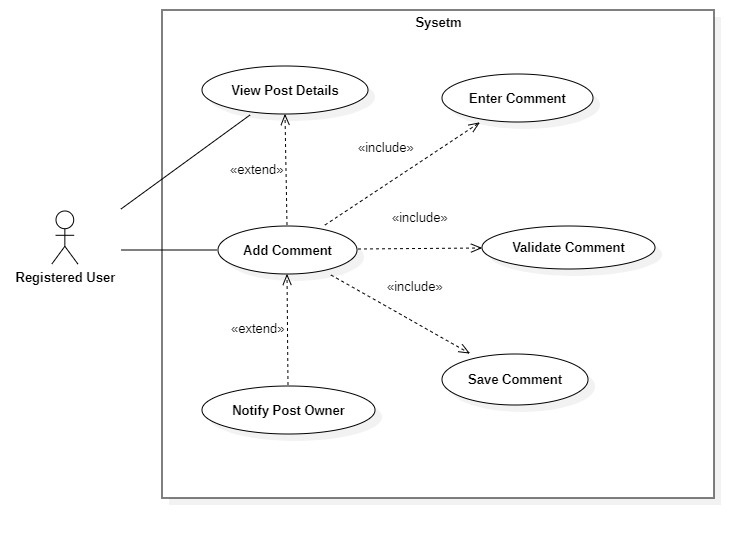 Sysetm
View Post Details
Enter Comment
«include»
«extend»
«include»
Registered User
Add Comment
Validate Comment
«include»
«extend»
Save Comment
Notify Post Owner